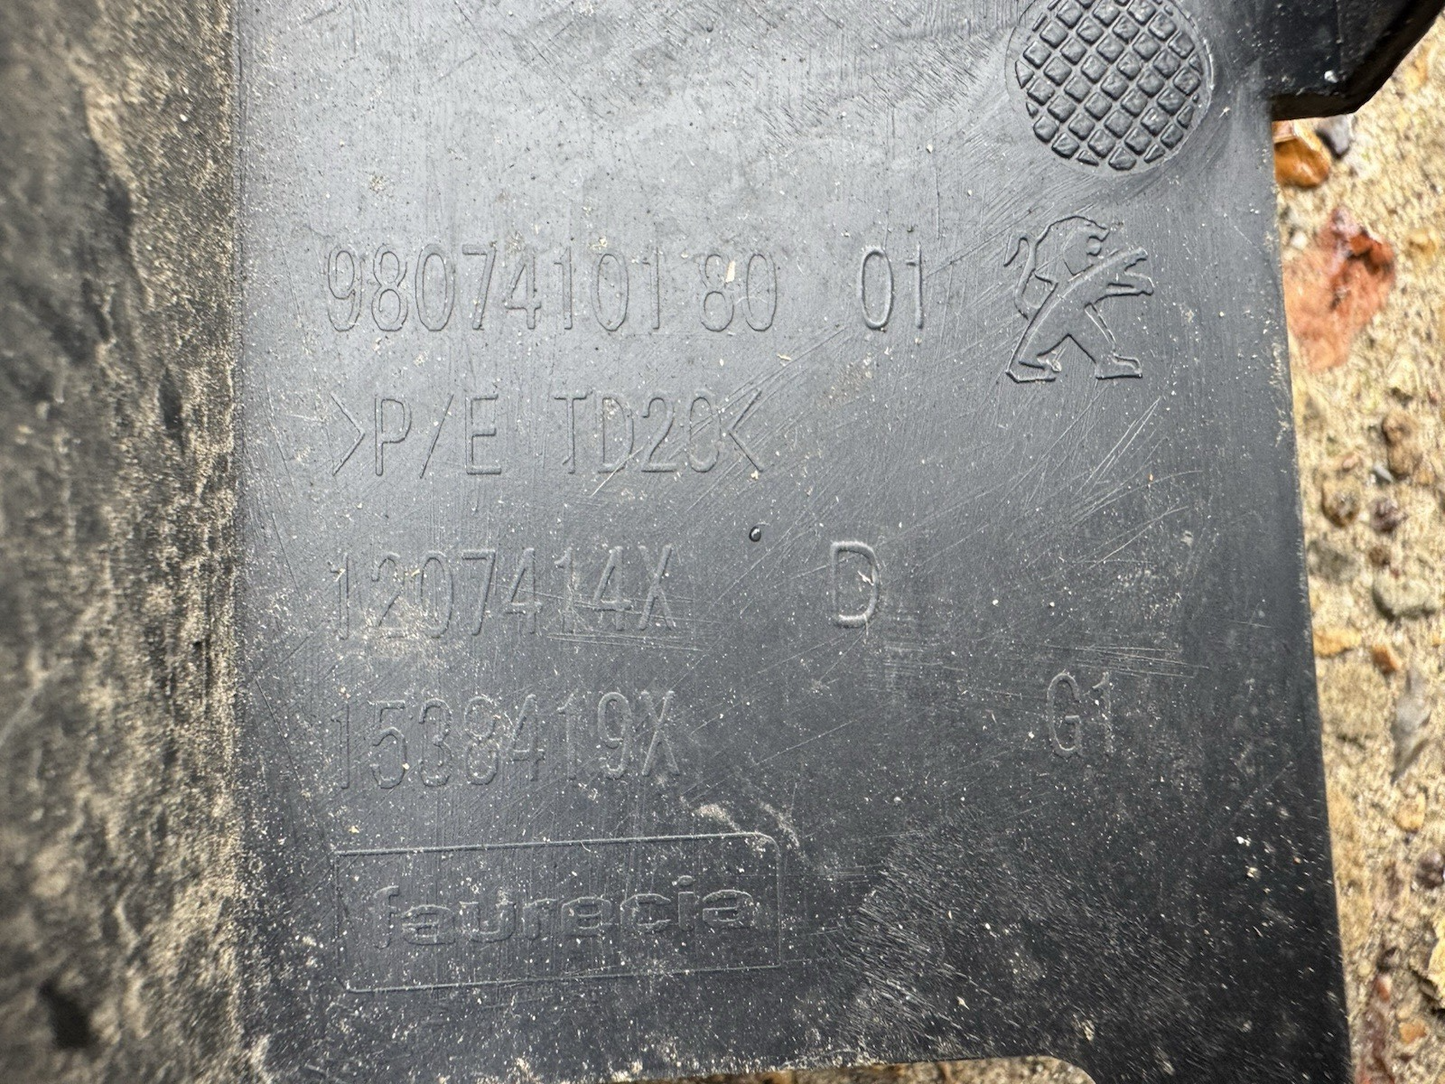 98074101 80 01
>P/E TD20<
1207414X D
1538419X G1
faurecia